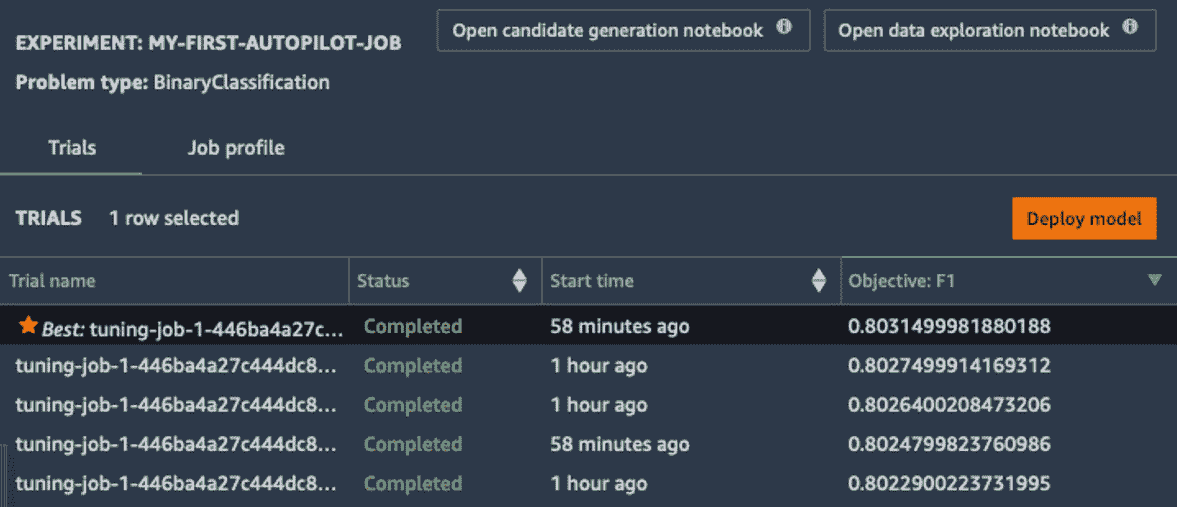 EXPERIMENT: MY-FIRST-AUTOPILOT-JOB
Open candidate generation notebook
Open data exploration notebook
Problem type: BinaryClassification
Trials Job profile
TRIALS 1 row selected
Deploy model
Trial name Status Start time Objective: F1
Best: tuning-job-1-446ba4a27c... Completed 58 minutes ago 0.8031499981880188
tuning-job-1-446ba4a27c444dc8... Completed 1 hour ago 0.8027499914169312
tuning-job-1-446ba4a27c444dc8... Completed 1 hour ago 0.8026400208473206
tuning-job-1-446ba4a27c444dc8... Completed 58 minutes ago 0.8024799823760986
tuning-job-1-446ba4a27c444dc8... Completed 1 hour ago 0.8022900223731995